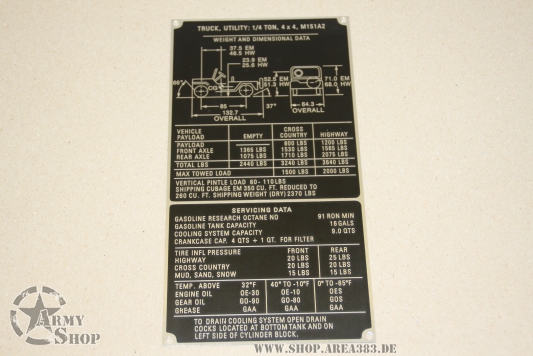 TRUCK, UTILITY: 1/4 TON, 4 x 4, M151A2
WEIGHT AND DIMENSIONAL DATA
37.5 EM
48.5 HW
23.9 EM
25.6 HW
CG
66°
52.5 EM
51.3 HW
71.0 EM
68.0 HW
37°
85
132.7
OVERALL
64.3
OVERALL
VEHICLE PAYLOAD EMPTY CROSS COUNTRY HIGHWAY
PAYLOAD 800 LBS 1200 LBS
FRONT AXLE 1365 LBS 1530 LBS 1565 LBS
REAR AXLE 1075 LBS 1710 LBS 2075 LBS
TOTAL LBS 2440 LBS 3240 LBS 3640 LBS
MAX TOWED LOAD 1500 LBS 2000 LBS
VERTICAL PINTLE LOAD 60-110LBS
SHIPPING CUBAGE EM 350 CU. FT. REDUCED TO
260 CU. FT. SHIPPING WEIGHT (DRY) 2370 LBS
SERVICING DATA
GASOLINE RESEARCH OCTANE NO 91 RON MIN
GASOLINE TANK CAPACITY 16 GALS
COOLING SYSTEM CAPACITY 9.0 QTS
CRANKCASE CAP. 4 QTS + 1 QT. FOR FILTER
TIRE INFL PRESSURE FRONT REAR
HIGHWAY 20 LBS 25 LBS
CROSS COUNTRY 20 LBS 20 LBS
MUD, SAND, SNOW 15 LBS 15 LBS
TEMP. ABOVE 32°F 40° TO -10°F 0° TO -65°F
ENGINE OIL OE-30 OE-10 OES
GEAR OIL GO-90 GO-80 GOS
GREASE GAA GAA GAA
TO DRAIN COOLING SYSTEM OPEN DRAIN
COCKS LOCATED AT BOTTOM TANK AND ON
LEFT SIDE OF CYLINDER BLOCK.
ARMY
SHOP
WWW.SHOP.AREA383.DE